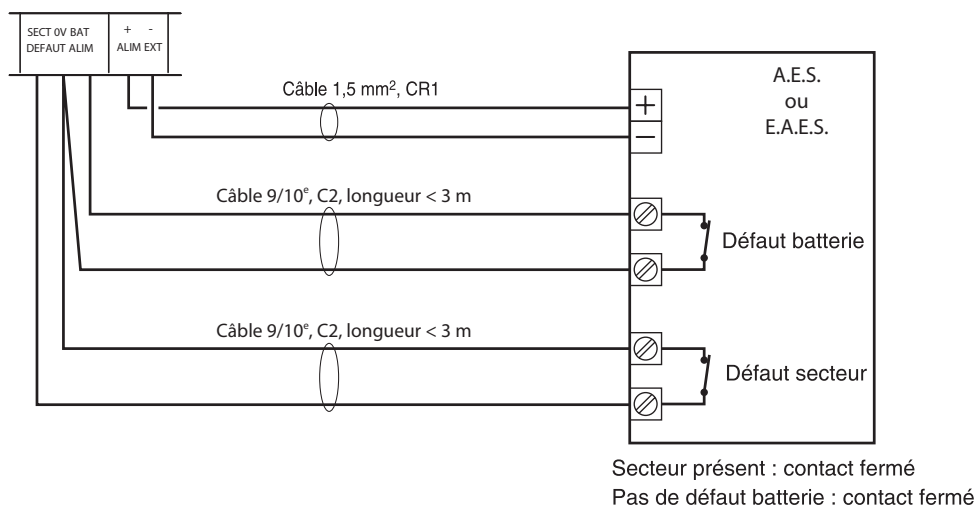 SECT 0V BAT
DEFAUT ALIM
+ -
ALIM EXT
Câble 1,5 mm², CR1
+
−
A.E.S.
ou
E.A.E.S.
Câble 9/10ᵉ, C2, longueur < 3 m
Défaut batterie
Câble 9/10ᵉ, C2, longueur < 3 m
Défaut secteur
Secteur présent : contact fermé
Pas de défaut batterie : contact fermé